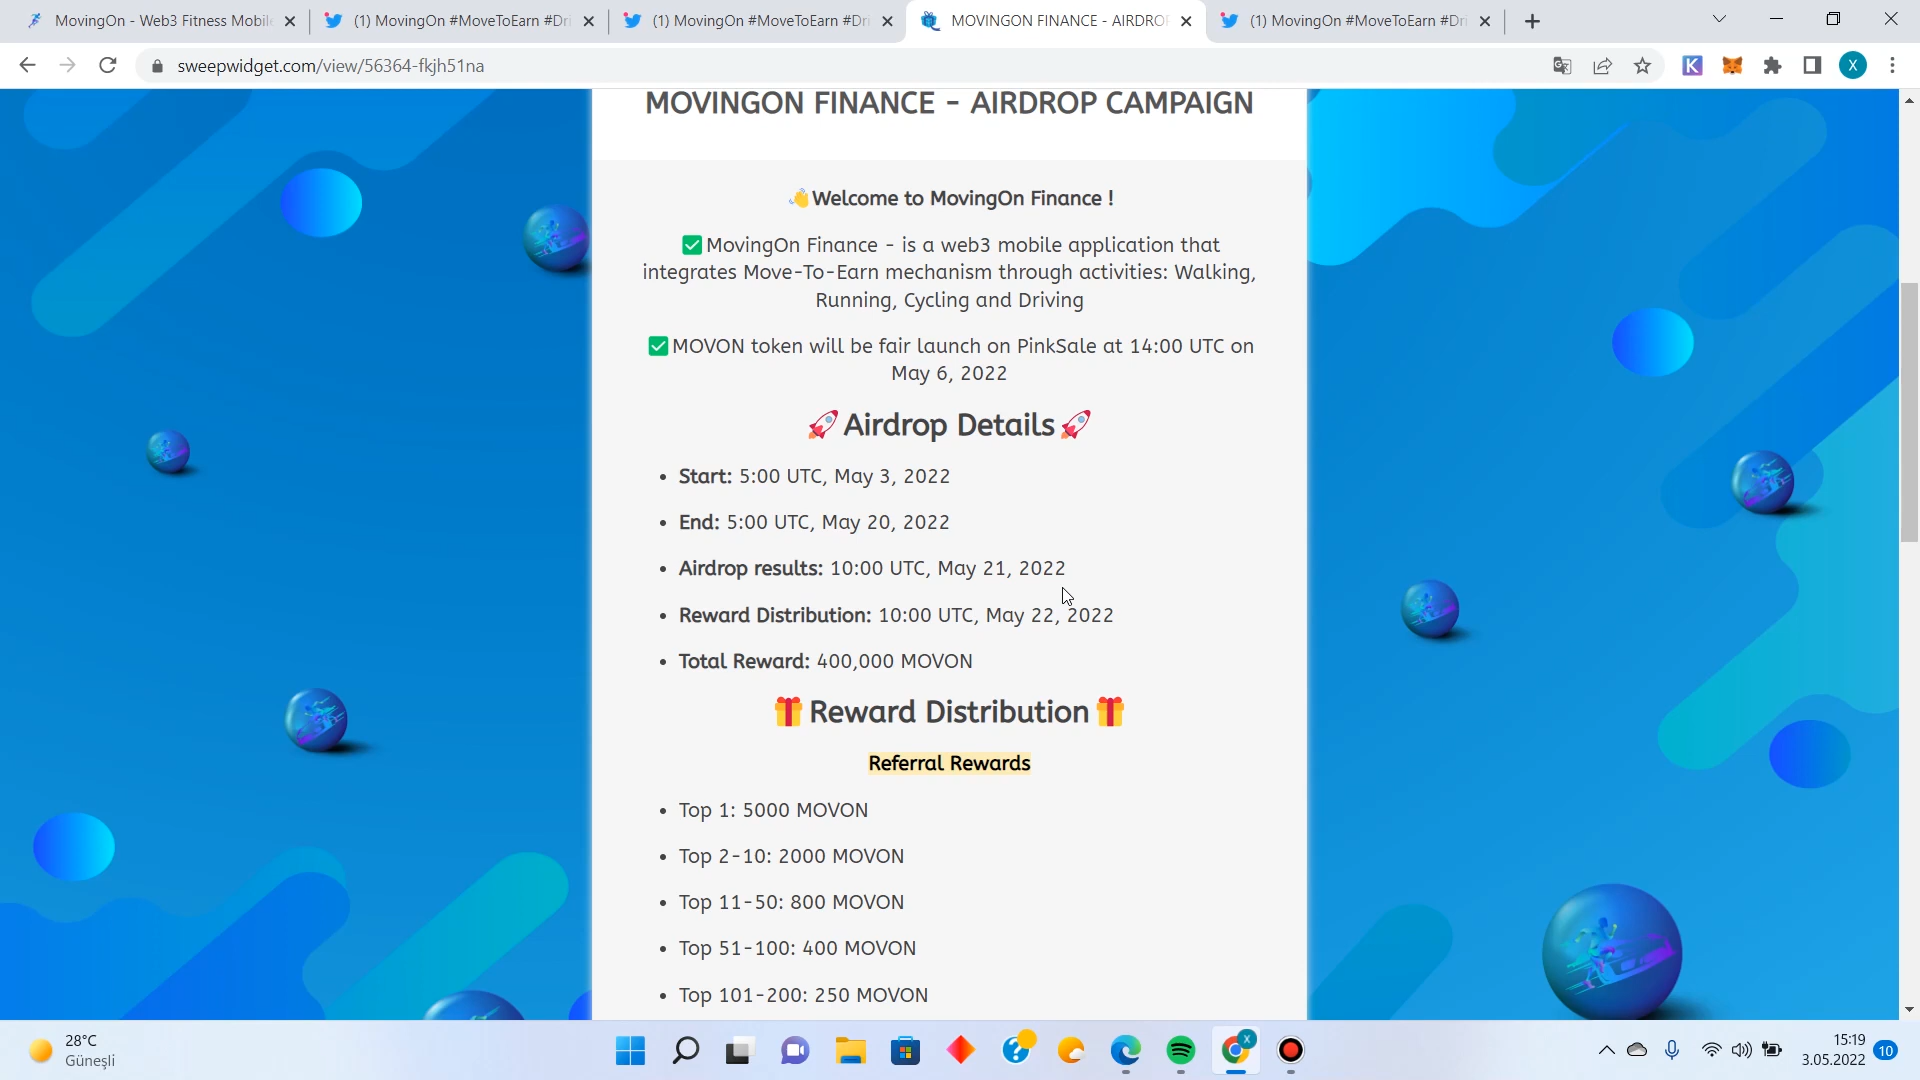 MovingOn - Web3 Fitness Mobile
(1) MovingOn #MoveToEarn #Dri
(1) MovingOn #MoveToEarn #Dri
MOVINGON FINANCE - AIRDROP
(1) MovingOn #MoveToEarn #Dri
sweepwidget.com/view/56364-fkjh51na
K
X
MOVINGON FINANCE - AIRDROP CAMPAIGN
👋Welcome to MovingOn Finance !
✅MovingOn Finance - is a web3 mobile application that
integrates Move-To-Earn mechanism through activities: Walking,
Running, Cycling and Driving
✅MOVON token will be fair launch on PinkSale at 14:00 UTC on
May 6, 2022
🚀Airdrop Details🚀
• Start: 5:00 UTC, May 3, 2022
• End: 5:00 UTC, May 20, 2022
• Airdrop results: 10:00 UTC, May 21, 2022
• Reward Distribution: 10:00 UTC, May 22, 2022
• Total Reward: 400,000 MOVON
🎁Reward Distribution🎁
Referral Rewards
• Top 1: 5000 MOVON
• Top 2-10: 2000 MOVON
• Top 11-50: 800 MOVON
• Top 51-100: 400 MOVON
• Top 101-200: 250 MOVON
28°C
Güneşli
X
15:19
3.05.2022
10